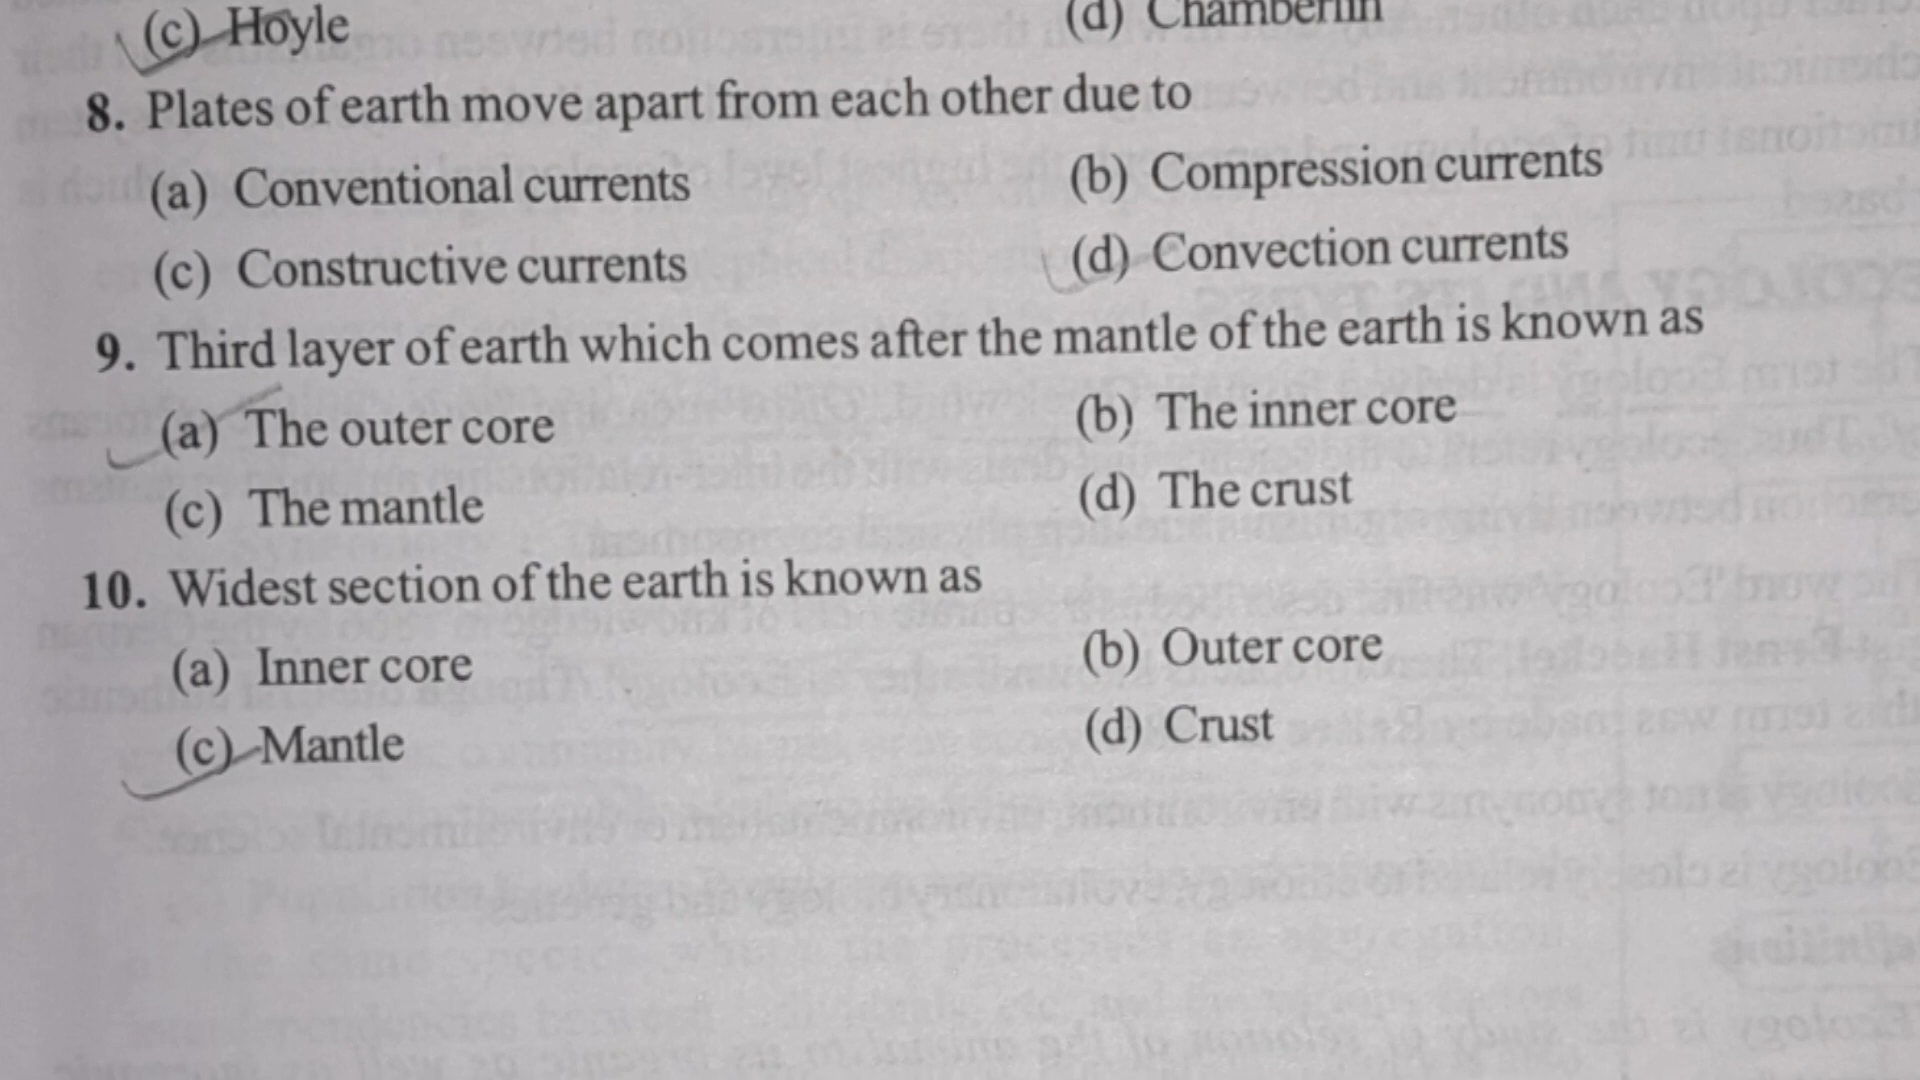 (c) Hoyle (d) Chamberlin
8. Plates of earth move apart from each other due to
(a) Conventional currents (b) Compression currents
(c) Constructive currents (d) Convection currents
9. Third layer of earth which comes after the mantle of the earth is known as
(a) The outer core (b) The inner core
(c) The mantle (d) The crust
10. Widest section of the earth is known as
(a) Inner core (b) Outer core
(c) Mantle (d) Crust